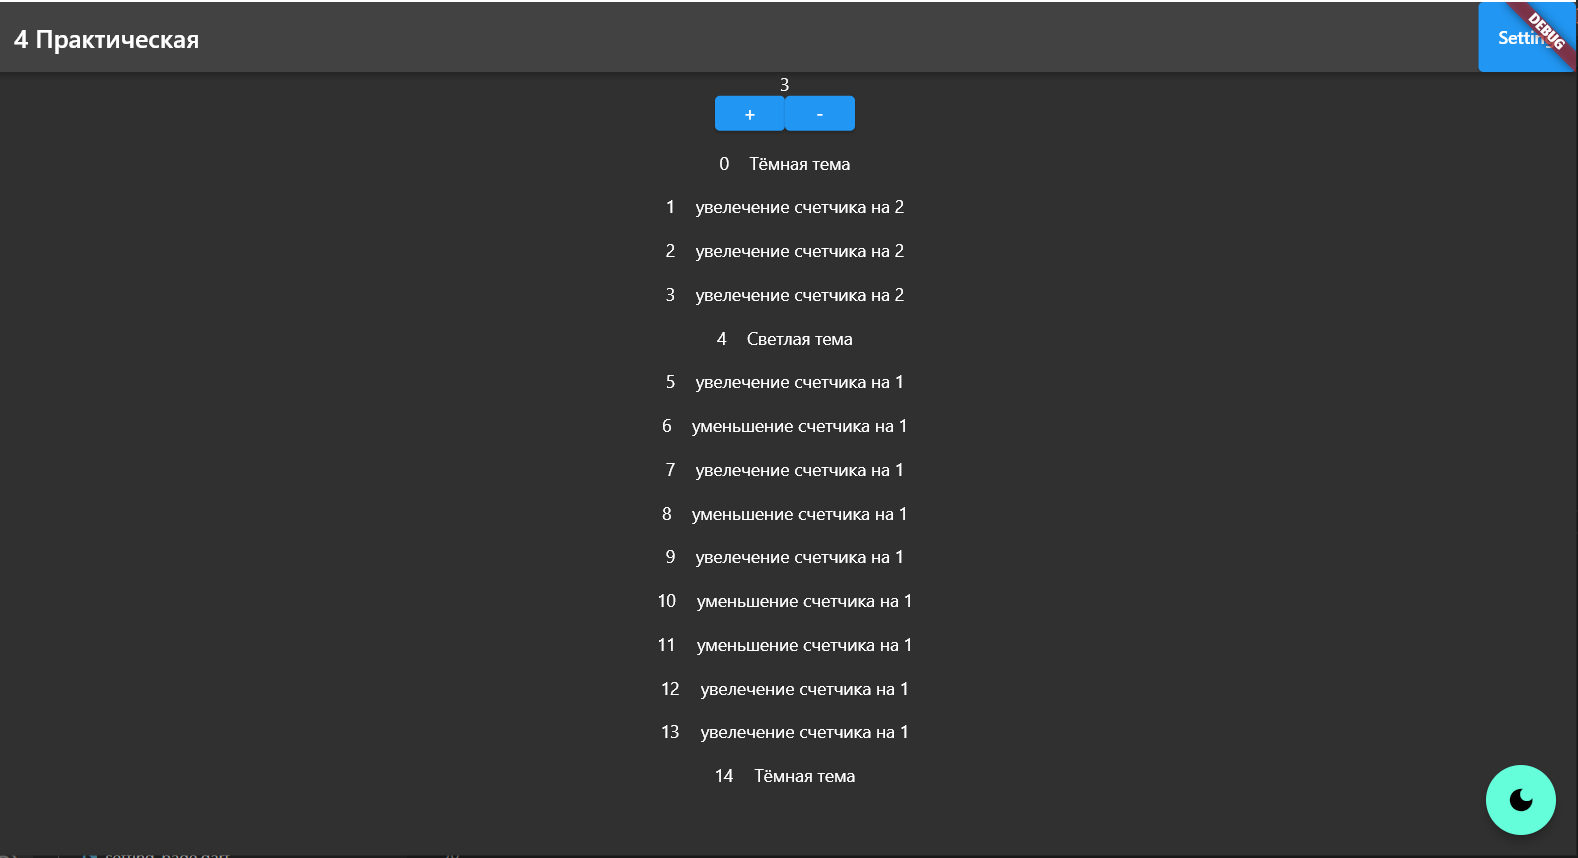 4 Практическая
Setting
DEBUG
3
+ -
0 Тёмная тема
1 увелечение счетчика на 2
2 увелечение счетчика на 2
3 увелечение счетчика на 2
4 Светлая тема
5 увелечение счетчика на 1
6 уменьшение счетчика на 1
7 увелечение счетчика на 1
8 уменьшение счетчика на 1
9 увелечение счетчика на 1
10 уменьшение счетчика на 1
11 уменьшение счетчика на 1
12 увелечение счетчика на 1
13 увелечение счетчика на 1
14 Тёмная тема